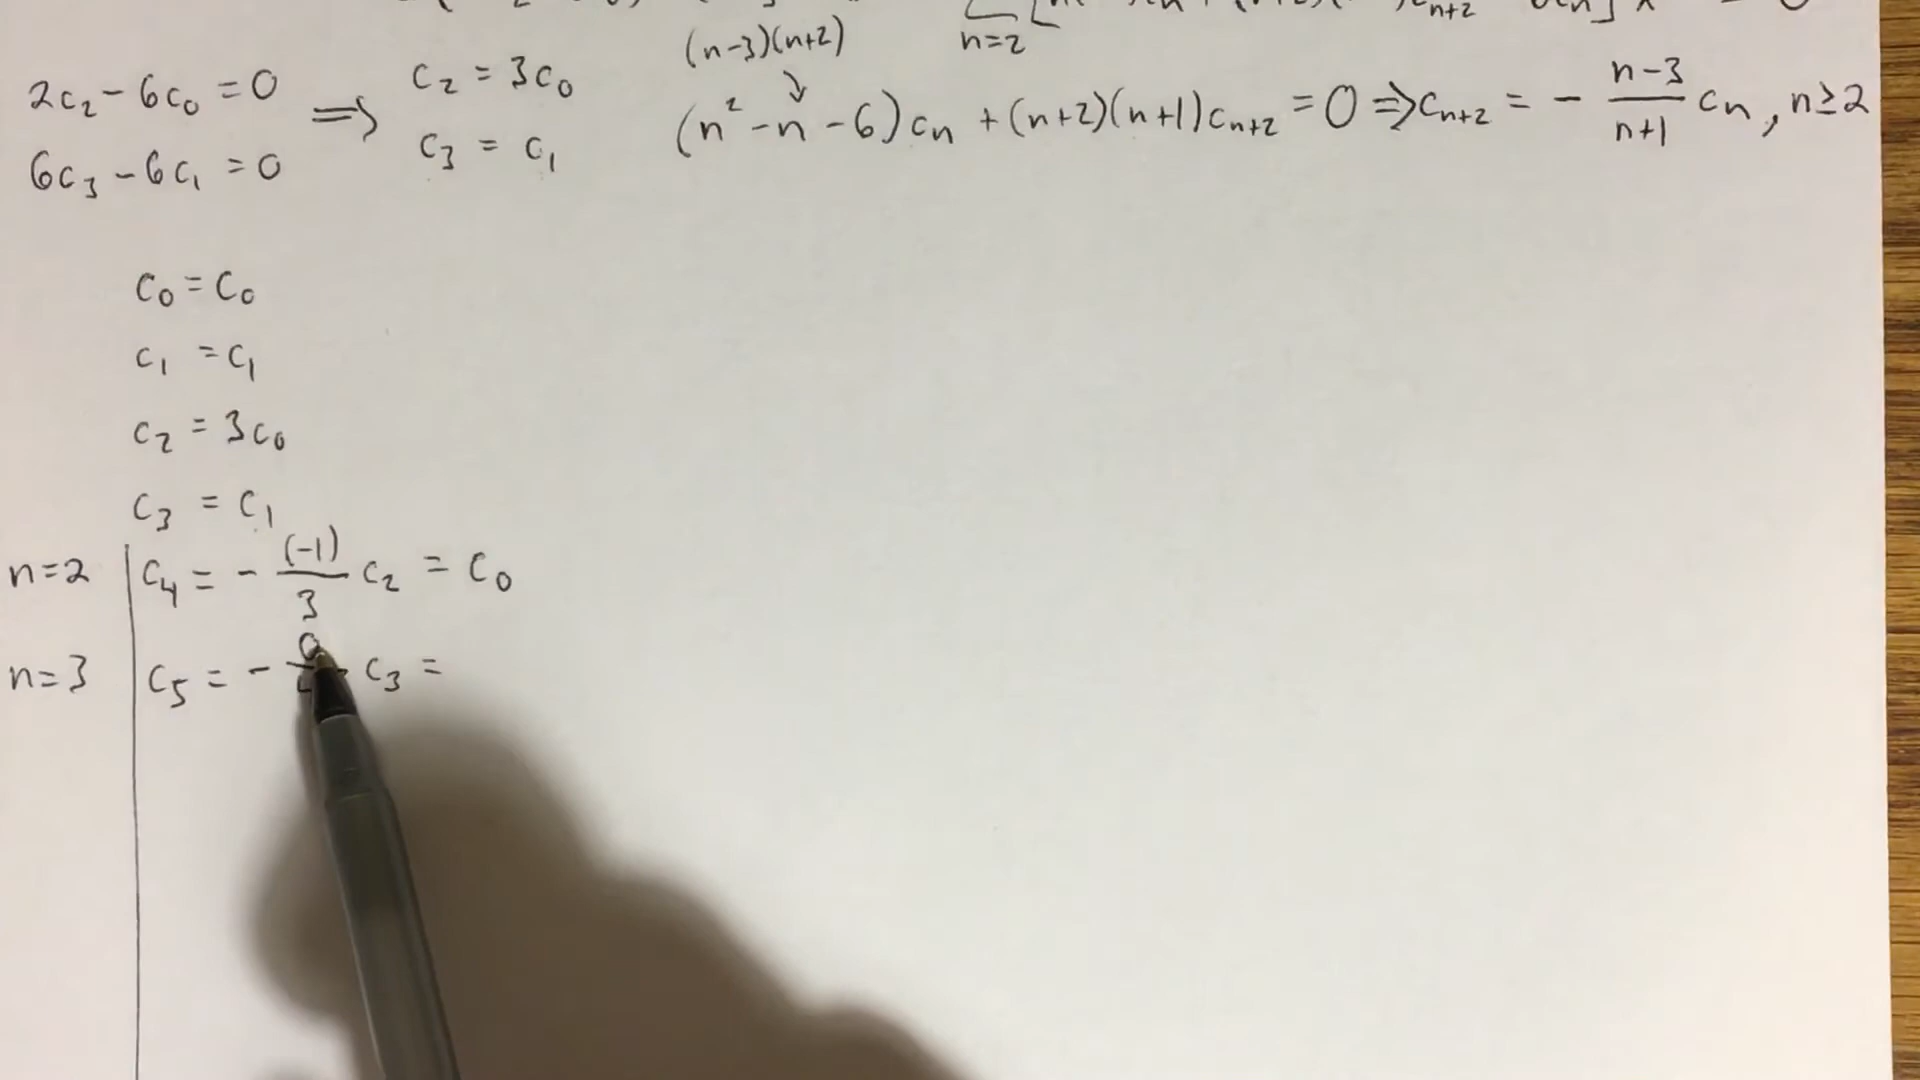 (n-3)(n+2) n=2
2c₂ - 6c₀ = 0 ⟹ c₂ = 3c₀
6c₃ - 6c₁ = 0 c₃ = c₁
(n² - n - 6)cₙ + (n+2)(n+1)cₙ₊₂ = 0 ⟹ cₙ₊₂ = - (n-3)/(n+1) cₙ, n ≥ 2
c₀ = c₀
c₁ = c₁
c₂ = 3c₀
c₃ = c₁
n=2 c₄ = - (-1)/3 c₂ = c₀
n=3 c₅ = - 0/4 c₃ =